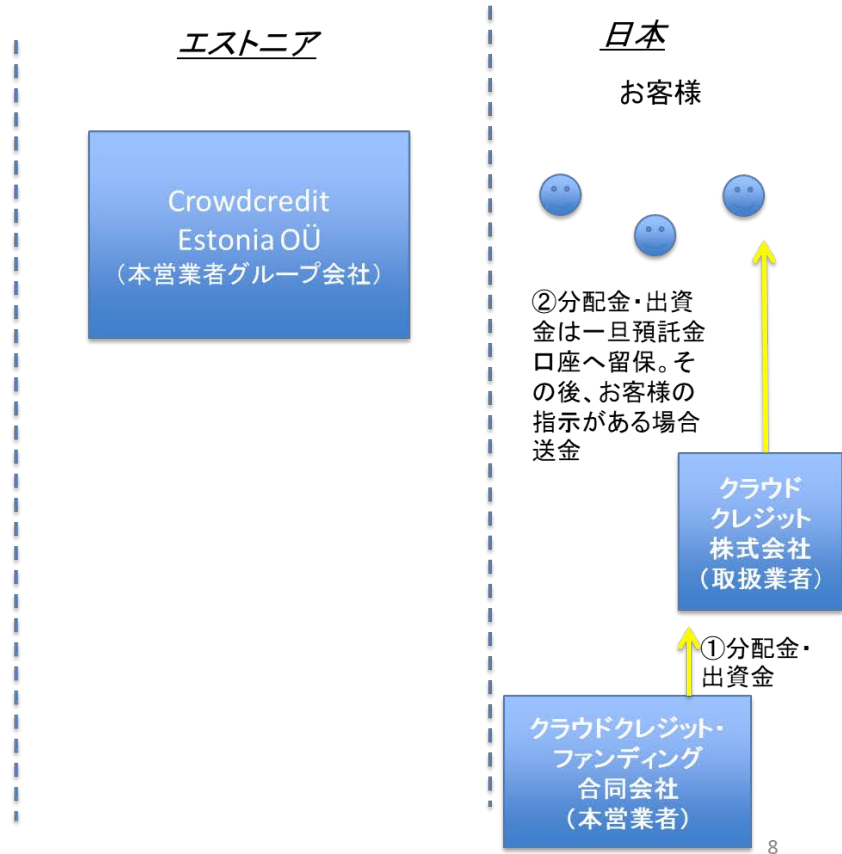 エストニア
日本
お客様
Crowdcredit
Estonia OÜ
（本営業者グループ会社）
②分配金・出資
金は一旦預託金
口座へ留保。そ
の後、お客様の
指示がある場合
送金
クラウド
クレジット
株式会社
（取扱業者）
①分配金・
出資金
クラウドクレジット・
ファンディング
合同会社
（本営業者）
8